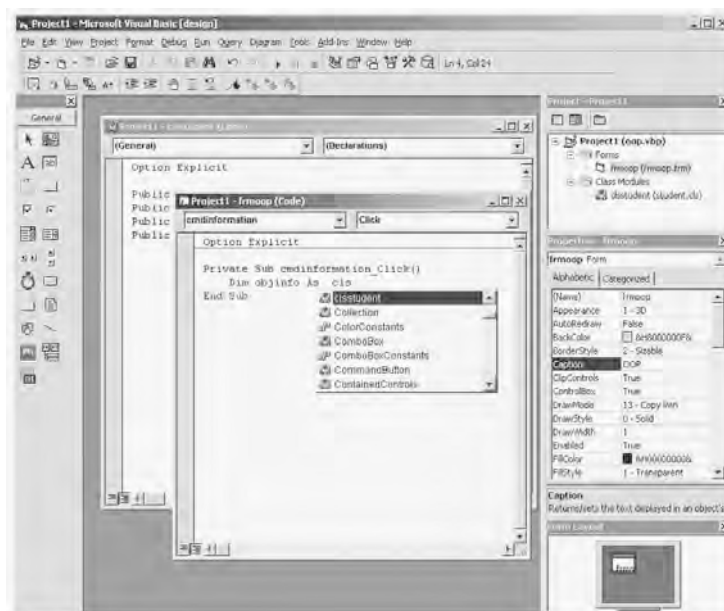 Project1 - Microsoft Visual Basic [design]
File Edit View Project Format Debug Run Query Diagram Tools Add-Ins Window Help
Ln 4, Col 24
General
(General)
(Declarations)
Option Explicit
Public
Public
Public
Public
Project1 - frmoop (Code)
cmdinformation
Click
Option Explicit
Private Sub cmdinformation_Click()
Dim objinfo As cls
End Sub
clsstudent
Collection
ColorConstants
ComboBox
ComboBoxConstants
CommandButton
ContainedControls
Project - Project1
Project1 (oop.vbp)
Forms
frmoop (frmoop.frm)
Class Modules
clsstudent (student.cls)
Properties - frmoop
frmoop Form
Alphabetic Categorized
(Name) frmoop
Appearance 1 - 3D
AutoRedraw False
BackColor &H8000000F&
BorderStyle 2 - Sizable
Caption OOP
ClipControls True
ControlBox True
DrawMode 13 - Copy Pen
DrawStyle 0 - Solid
DrawWidth 1
Enabled True
FillColor
FillStyle 1 - Transparent
Caption
Returns/sets the text displayed in an object's
Form Layout